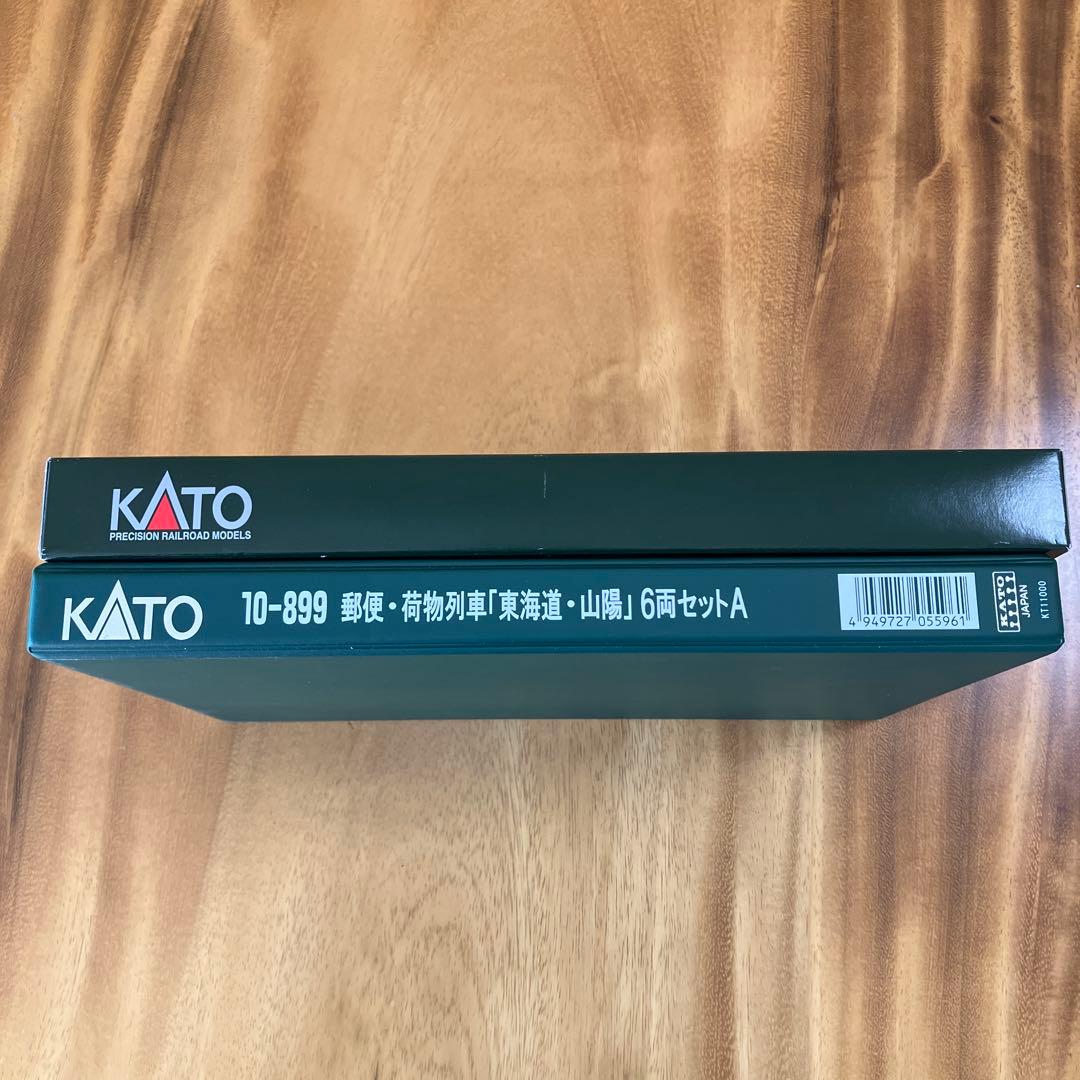 KATO
PRECISION RAILROAD MODELS
KATO
10-899 郵便・荷物列車「東海道・山陽」6両セットA
4 949727 055961
KATO
JAPAN
KT11000